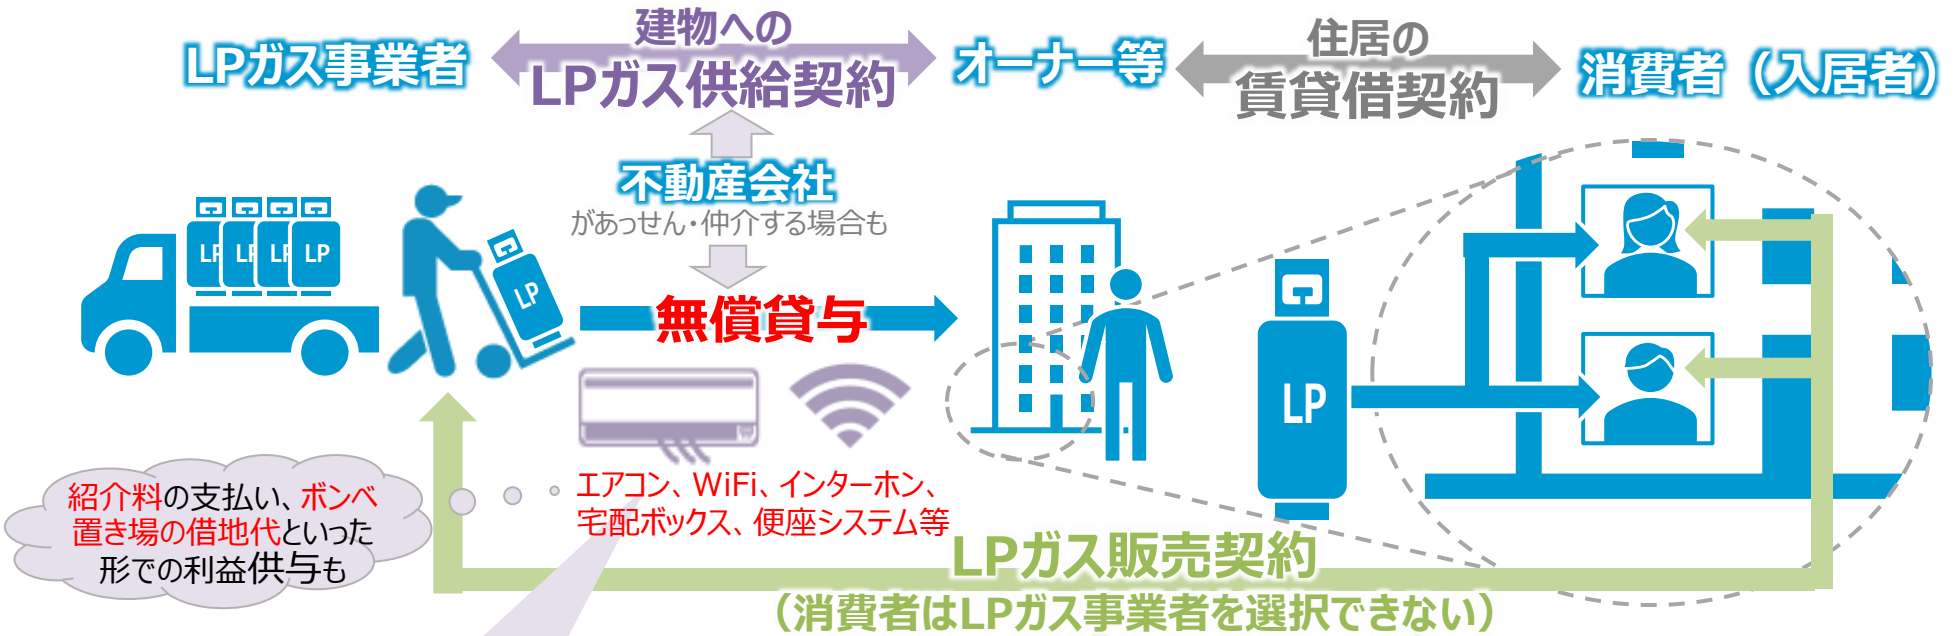 LPガス事業者
建物への
LPガス供給契約
オーナー等
住居の
賃貸借契約
消費者（入居者）
不動産会社
があっせん・仲介する場合も
無償貸与
LP
LP
LP
LP
LP
LP
エアコン、WiFi、インターホン、
宅配ボックス、便座システム等
紹介料の支払い、ボンベ
置き場の借地代といった
形での利益供与も
LPガス販売契約
（消費者はLPガス事業者を選択できない）